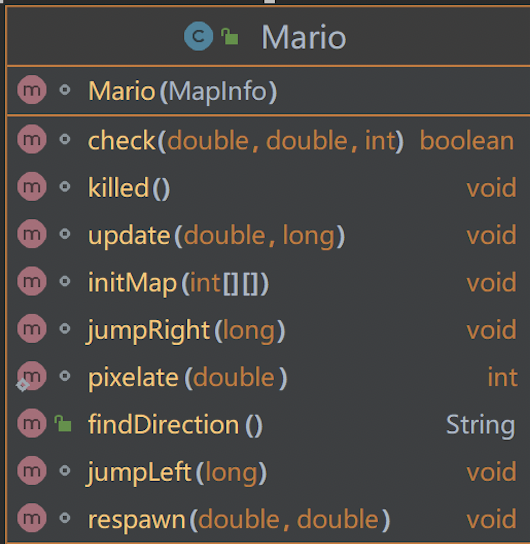 C Mario
m Mario(MapInfo)
m check(double, double, int) boolean
m killed() void
m update(double, long) void
m initMap(int[][]) void
m jumpRight(long) void
m pixelate(double) int
m findDirection() String
m jumpLeft(long) void
m respawn(double, double) void